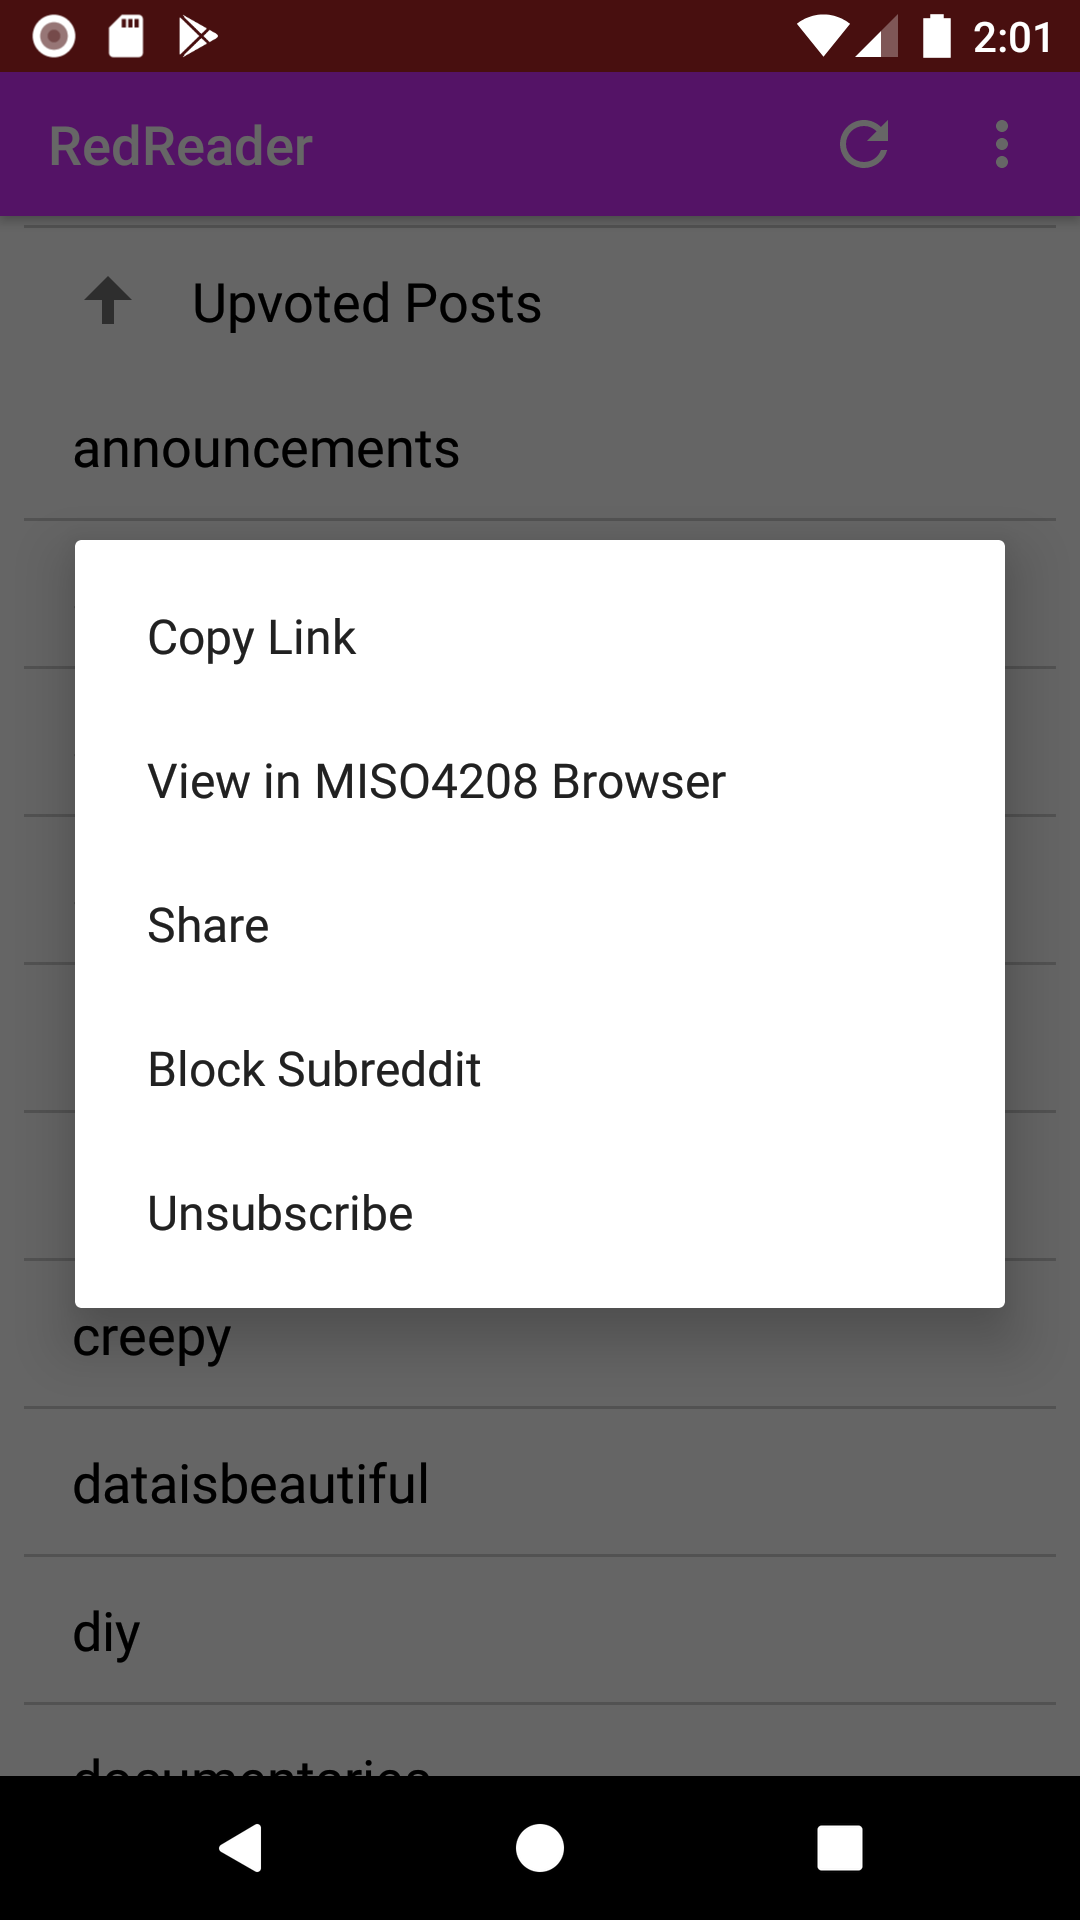 2:01
RedReader
Upvoted Posts
announcements
Copy Link
View in MISO4208 Browser
Share
Block Subreddit
Unsubscribe
creepy
dataisbeautiful
diy
documentaries